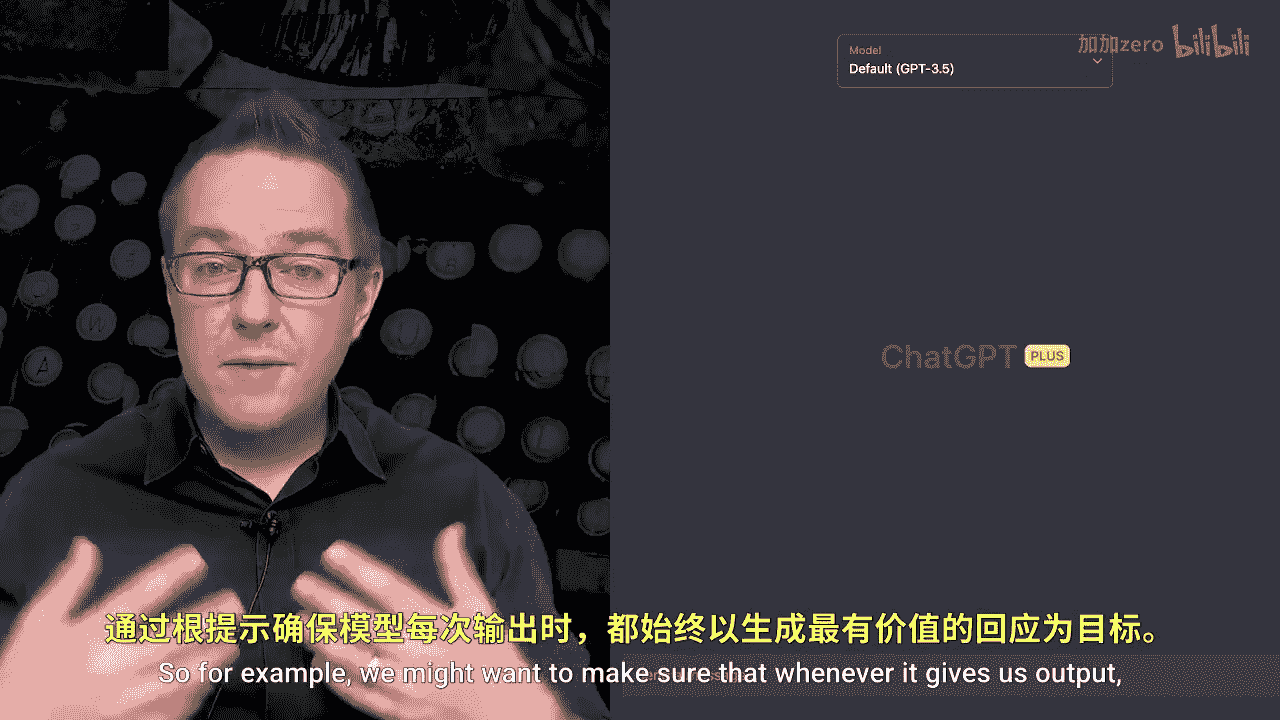 加加zero bilibili
Model
Default (GPT-3.5)
ChatGPT PLUS
通过根提示确保模型每次输出时，都始终以生成最有价值的回应为目标。
So for example, we might want to make sure that whenever it gives us output,